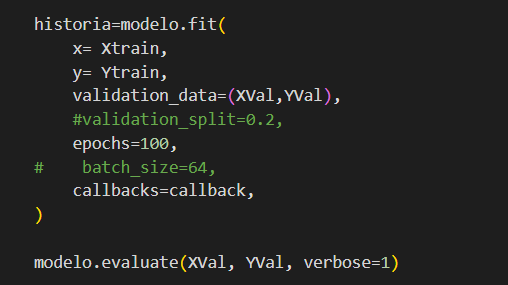 historia=modelo.fit(
    x= Xtrain,
    y= Ytrain,
    validation_data=(XVal,YVal),
    #validation_split=0.2,
    epochs=100,
#    batch_size=64,
    callbacks=callback,
)
modelo.evaluate(XVal, YVal, verbose=1)